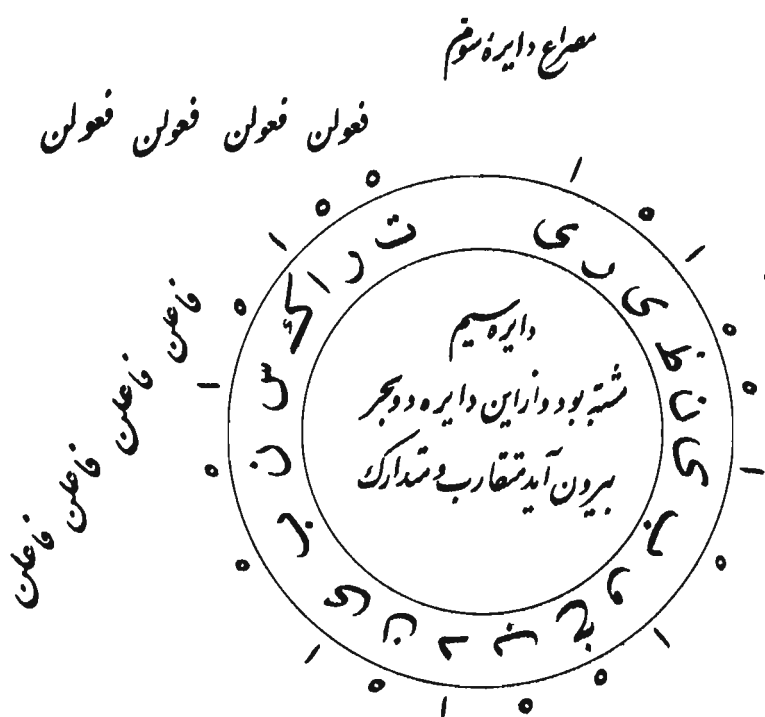 مصراع دایرهٔ سوم
فعولن فعولن فعولن فعولن
فاعلن فاعلن فاعلن فاعلن
ت ر ا ک س ن ب ی ن د ب خ و ب ی ن ظ ی ر ی
دایره سیم
مشتبه بود و از این دایره دو بحر
بیرون آید متقارب و متدارک